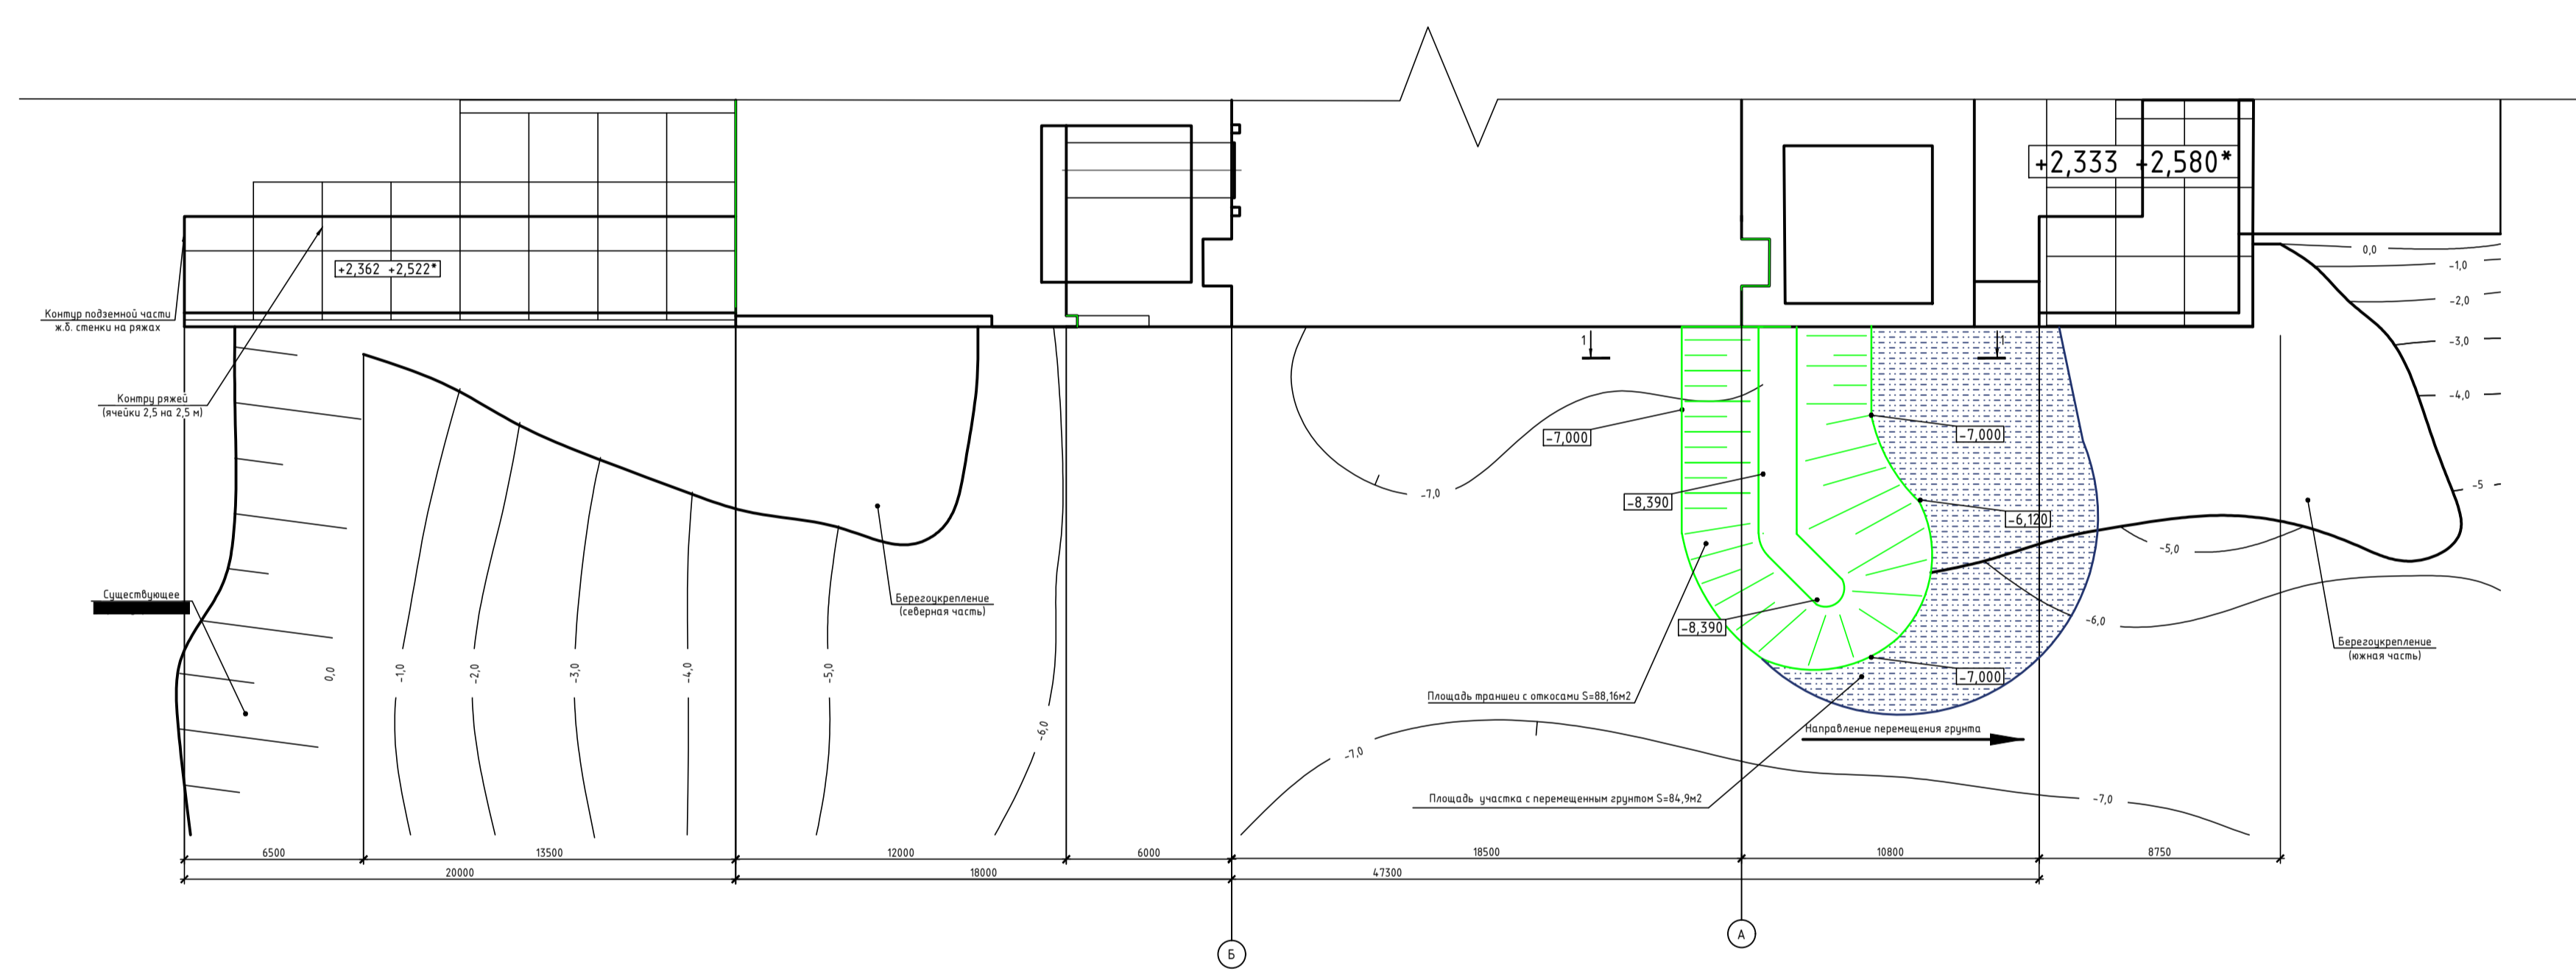 +2,333 +2,580*
0,0
-1,0
+2,362 +2,522*
-2,0
Контур подземной части
ж.б. стенки на ряжах
1
1
-3,0
Контру ряжей
(ячейки 2,5 на 2,5 м)
-4,0
-7,000
-7,000
-5
-7,0
-8,390
-6,120
-5,0
Существующее
Берегоукрепление
(северная часть)
-8,390
-6,0
Берегоукрепление
(южная часть)
0,0
-1,0
-2,0
-3,0
-4,0
-5,0
-7,000
Площадь траншеи с откосами S=88,16м2
-6,0
Направление перемещения грунта
-7,0
Площадь участка с перемещенным грунтом S=84,9м2
-7,0
6500
13500
12000
6000
18500
10800
8750
20000
18000
47300
А
Б